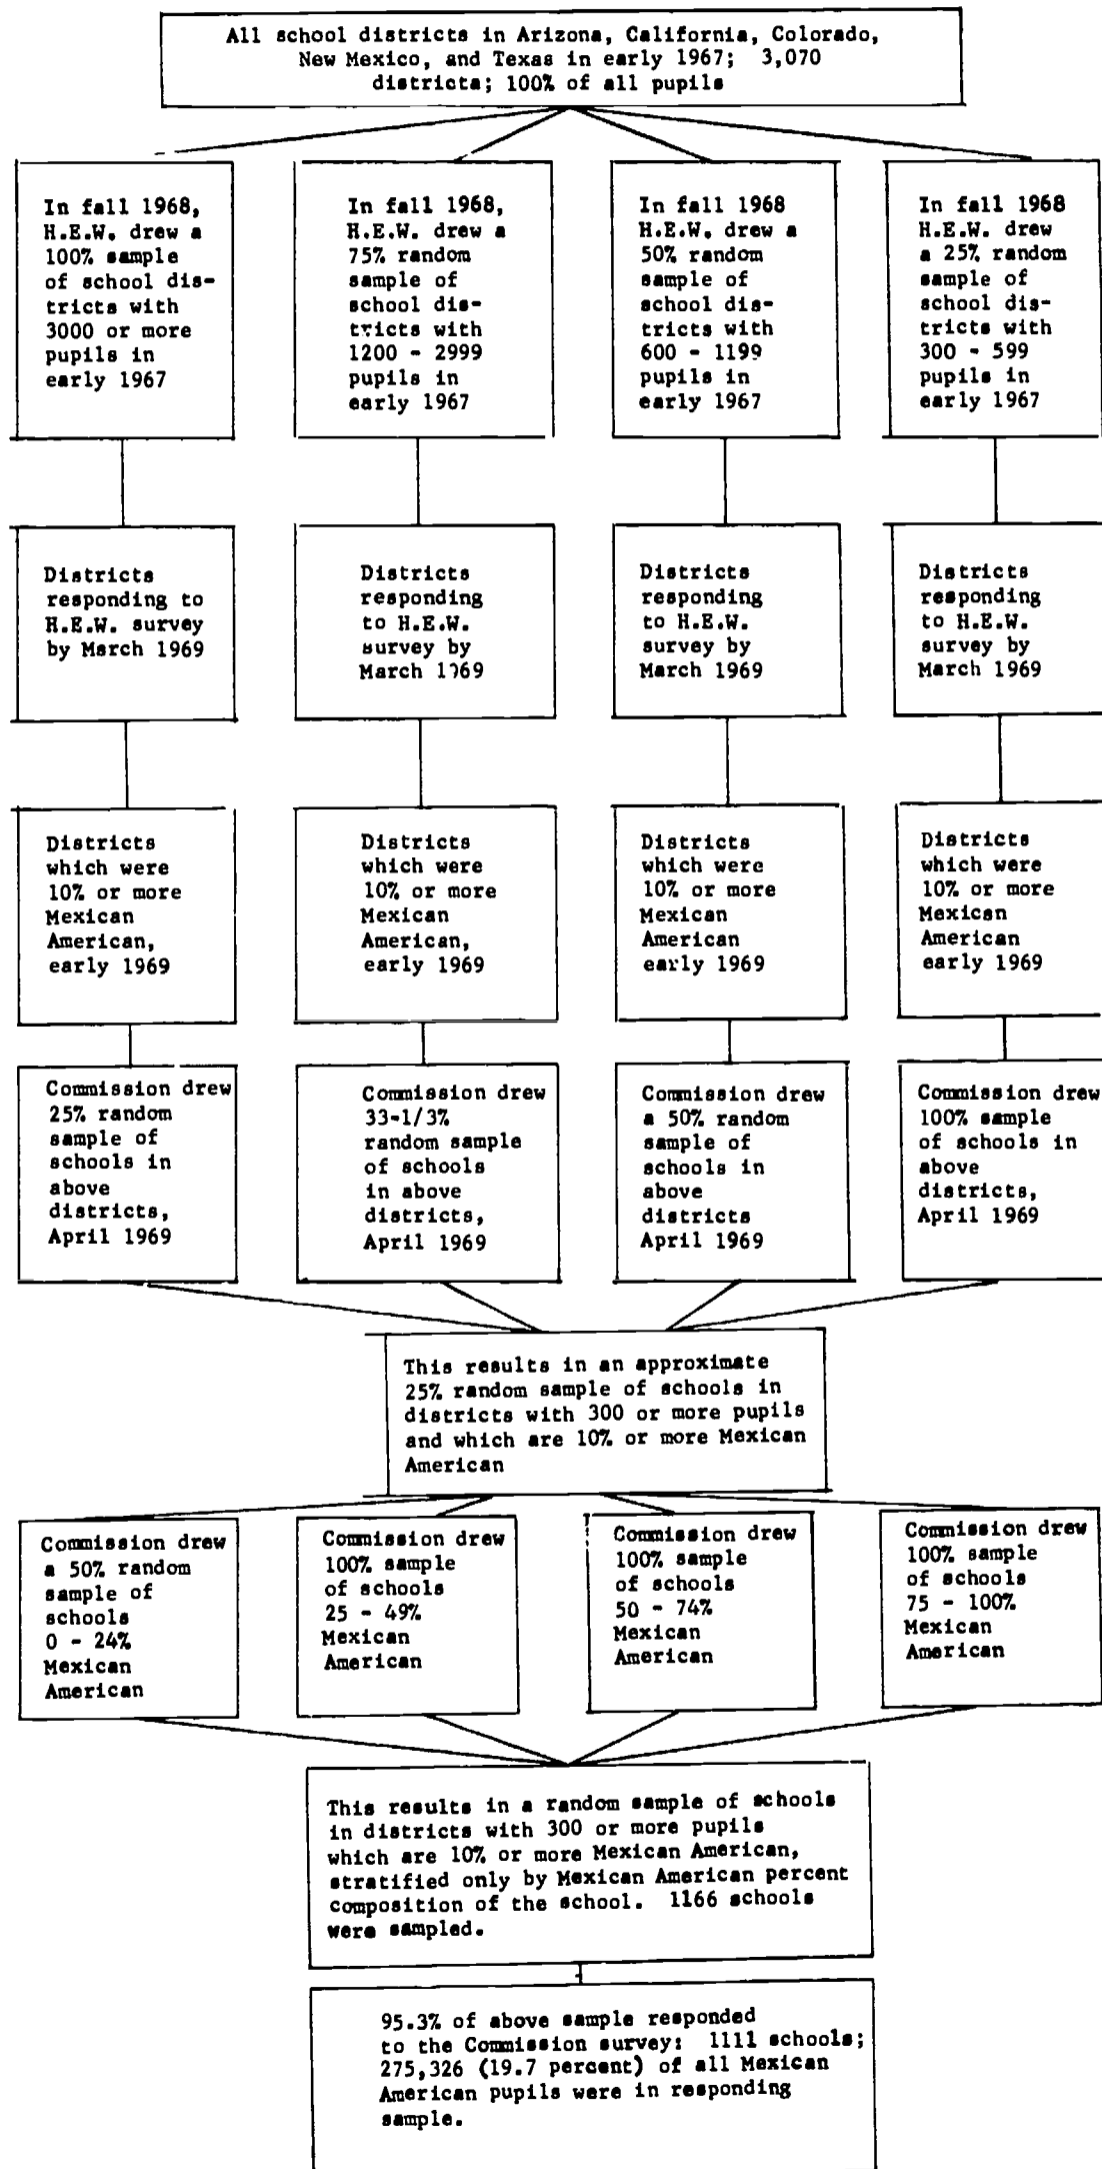 All school districts in Arizona, California, Colorado,
New Mexico, and Texas in early 1967; 3,070
districts; 100% of all pupils
In fall 1968,
H.E.W. drew a
100% sample
of school dis-
tricts with
3000 or more
pupils in
early 1967
In fall 1968,
H.E.W. drew a
75% random
sample of
school dis-
tricts with
1200 - 2999
pupils in
early 1967
In fall 1968
H.E.W. drew a
50% random
sample of
school dis-
tricts with
600 - 1199
pupils in
early 1967
In fall 1968
H.E.W. drew
a 25% random
sample of
school dis-
tricts with
300 - 599
pupils in
early 1967
Districts
responding to
H.E.W. survey
by March 1969
Districts
responding
to H.E.W.
survey by
March 1969
Districts
responding
to H.E.W.
survey by
March 1969
Districts
responding
to H.E.W.
survey by
March 1969
Districts
which were
10% or more
Mexican
American,
early 1969
Districts
which were
10% or more
Mexican
American,
early 1969
Districts
which were
10% or more
Mexican
American
early 1969
Districts
which were
10% or more
Mexican
American
early 1969
Commission drew
25% random
sample of
schools in
above
districts,
April 1969
Commission drew
33-1/3%
random sample
of schools
in above
districts,
April 1969
Commission drew
a 50% random
sample of
schools in
above
districts
April 1969
Commission drew
100% sample
of schools in
above
districts,
April 1969
This results in an approximate
25% random sample of schools in
districts with 300 or more pupils
and which are 10% or more Mexican
American
Commission drew
a 50% random
sample of
schools
0 - 24%
Mexican
American
Commission drew
100% sample
of schools
25 - 49%
Mexican
American
Commission drew
100% sample
of schools
50 - 74%
Mexican
American
Commission drew
100% sample
of schools
75 - 100%
Mexican
American
This results in a random sample of schools
in districts with 300 or more pupils
which are 10% or more Mexican American,
stratified only by Mexican American percent
composition of the school. 1166 schools
were sampled.
95.3% of above sample responded
to the Commission survey: 1111 schools;
275,326 (19.7 percent) of all Mexican
American pupils were in responding
sample.